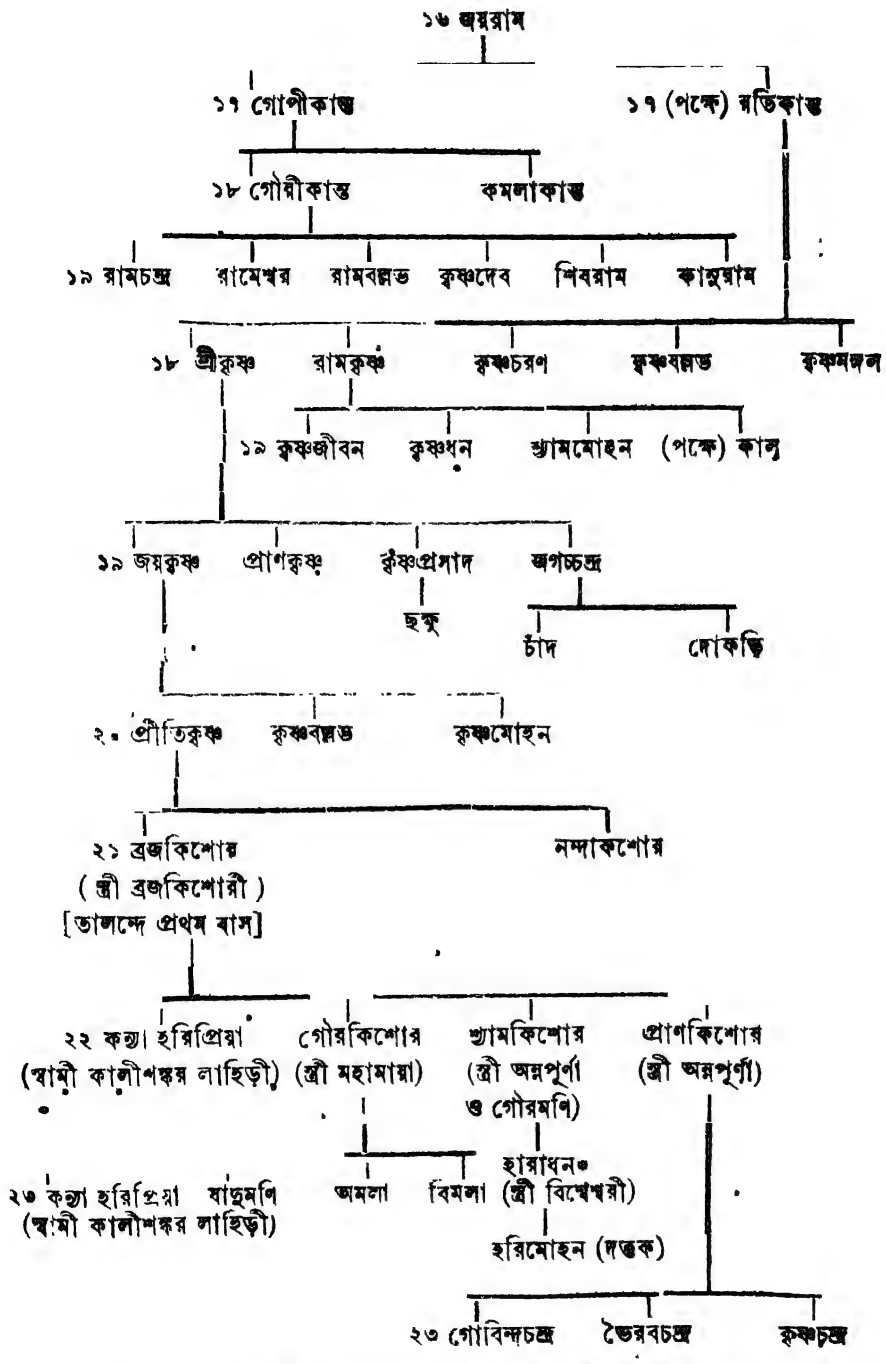 ১৬ জয়রাম
১৭ গোপীকান্ত ১৭ (পক্ষে) রতিকান্ত
১৮ গৌরীকান্ত কমলাকান্ত
১৯ রামচন্দ্র রামেশ্বর রামবল্লভ কৃষ্ণদেব শিবরাম কানুরাম
১৮ শ্রীকৃষ্ণ রামকৃষ্ণ কৃষ্ণচরণ কৃষ্ণবল্লভ কৃষ্ণমঙ্গল
১৯ কৃষ্ণজীবন কৃষ্ণধন শ্যামমোহন (পক্ষে) কালু
১৯ জয়কৃষ্ণ প্রাণকৃষ্ণ কৃষ্ণপ্রসাদ জগচ্চন্দ্র
ছকু
চাঁদ দোকড়ি
২০ প্রীতিকৃষ্ণ কৃষ্ণবল্লভ কৃষ্ণমোহন
২১ ব্রজকিশোর নন্দকিশোর
(স্ত্রী ব্রজকিশোরী)
[তালন্দে প্রথম বাস]
২২ কন্যা হরিপ্রিয়া গৌরকিশোর শ্যামকিশোর প্রাণকিশোর
(স্বামী কালীশঙ্কর লাহিড়ী) (স্ত্রী মহামায়া) (স্ত্রী অন্নপূর্ণা (স্ত্রী অন্নপূর্ণা)
ও গৌরমণি)
হারাধন*
২৩ কন্যা হরিপ্রিয়া যাদুমণি অমলা বিমলা (স্ত্রী বিশ্বেশ্বরী)
(স্বামী কালীশঙ্কর লাহিড়ী)
হরিমোহন (দত্তক)
২৩ গোবিন্দচন্দ্র ভৈরবচন্দ্র কৃষ্ণচন্দ্র